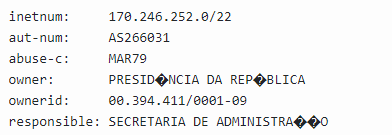 inetnum:     170.246.252.0/22
aut-num:     AS266031
abuse-c:     MAR79
owner:       PRESID�NCIA DA REP�BLICA
ownerid:     00.394.411/0001-09
responsible: SECRETARIA DE ADMINISTRA��O